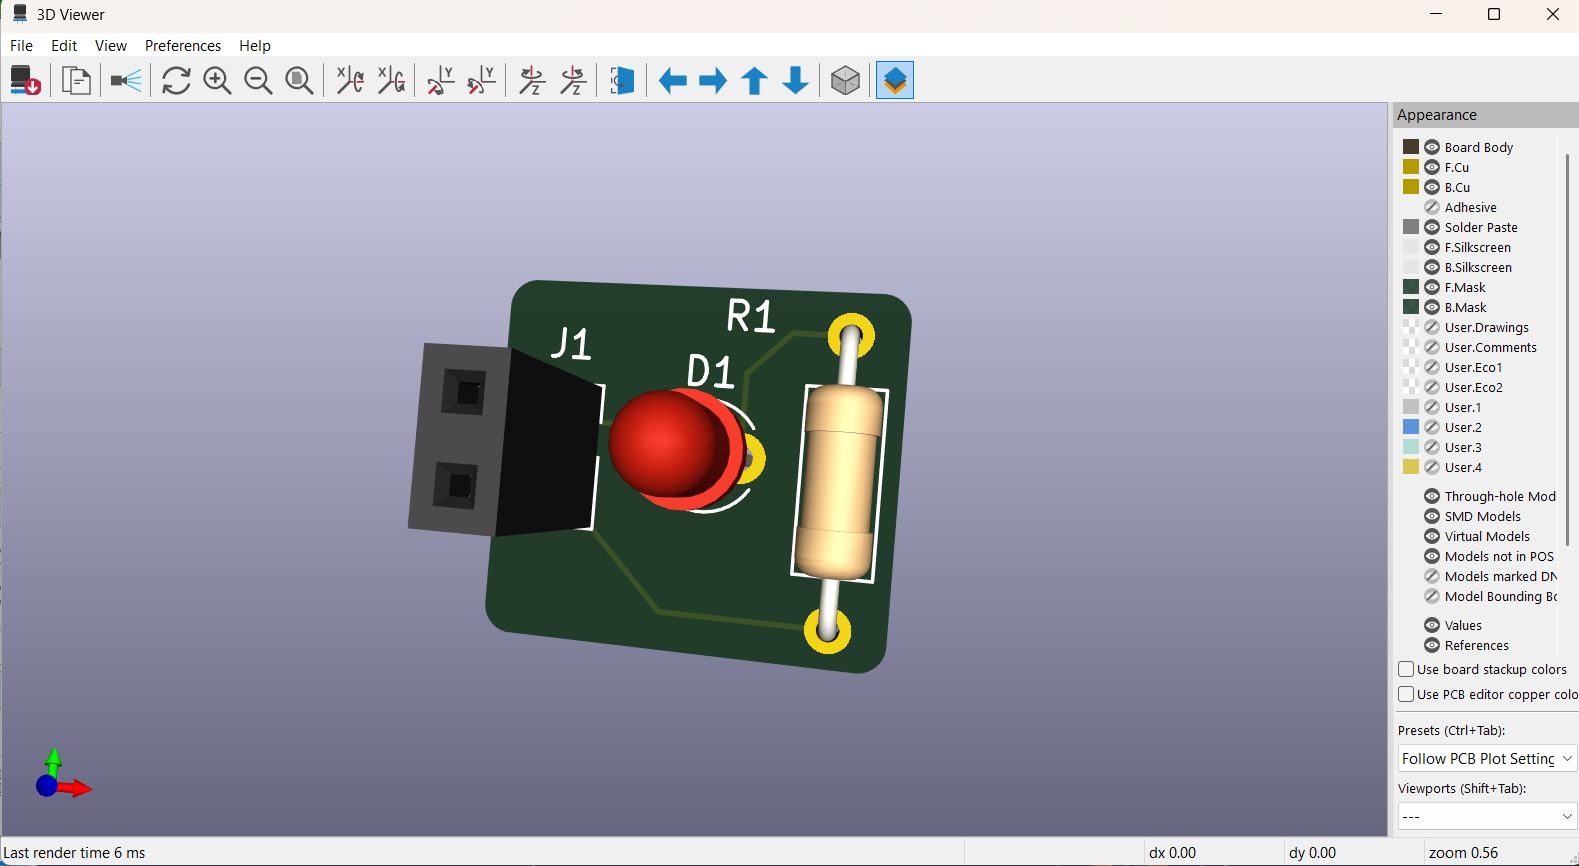 3D Viewer
File Edit View Preferences Help
Appearance
Board Body
F.Cu
B.Cu
Adhesive
Solder Paste
F.Silkscreen
B.Silkscreen
F.Mask
B.Mask
User.Drawings
User.Comments
User.Eco1
User.Eco2
User.1
User.2
User.3
User.4
Through-hole Mod
SMD Models
Virtual Models
Models not in POS
Models marked DN
Model Bounding Bo
Values
References
Use board stackup colors
Use PCB editor copper colo
Presets (Ctrl+Tab):
Follow PCB Plot Setting
Viewports (Shift+Tab):
---
R1
J1
D1
Last render time 6 ms
dx 0.00
dy 0.00
zoom 0.56